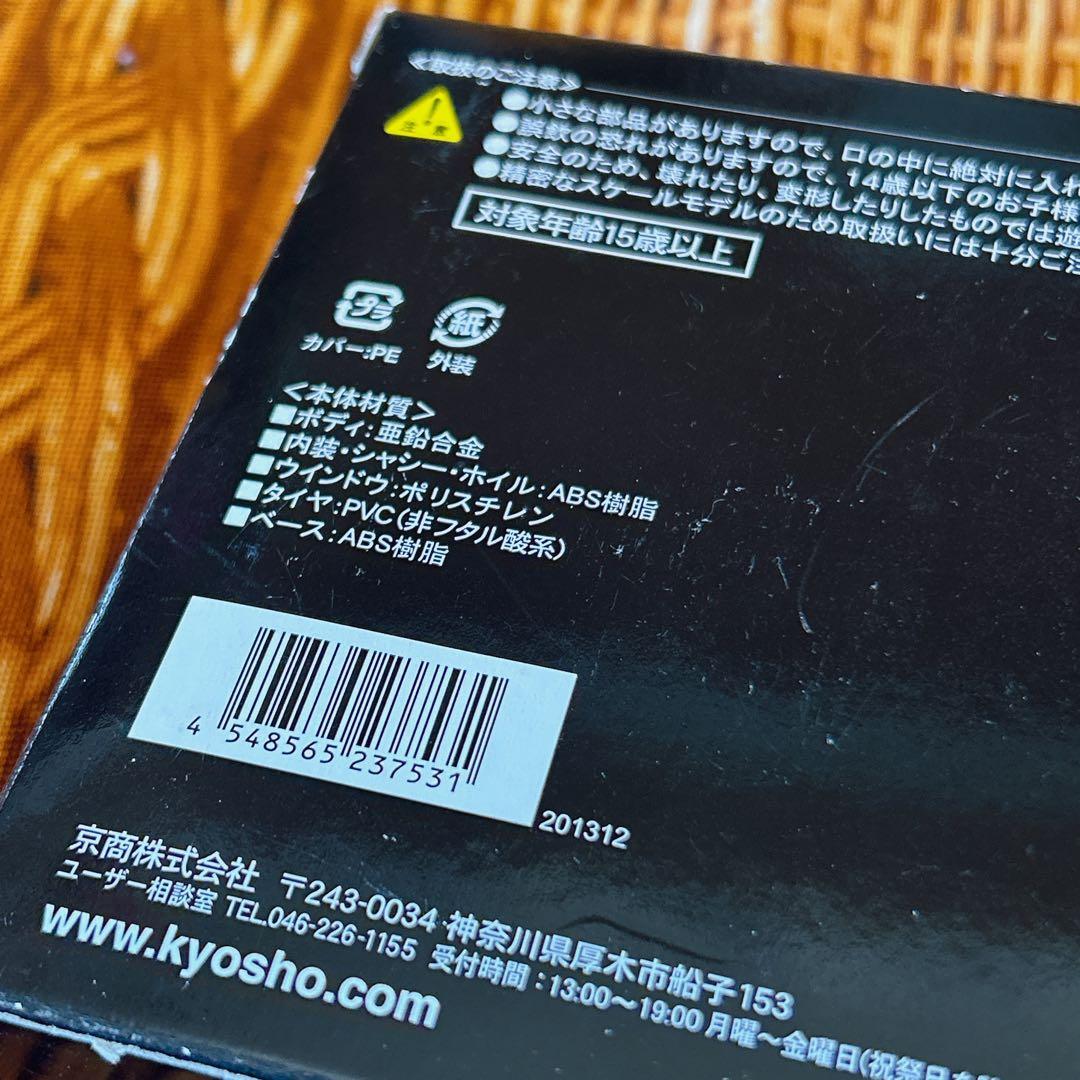 <取扱のご注意>
注意
●小さな部品がありますので、口の中に絶対に入れ
●誤飲の恐れがありますので、14歳以下のお子様
●安全のため、壊れたり、変形したりしたものでは遊
●精密なスケールモデルのため取扱いには十分ご注
対象年齢15歳以上
プラ
紙
カバー:PE
外装
<本体材質>
■ボディ:亜鉛合金
■内装・シャシー・ホイル:ABS樹脂
■ウインドウ:ポリスチレン
■タイヤ:PVC(非フタル酸系)
■ベース:ABS樹脂
4 548565 237531
201312
京商株式会社 〒243-0034 神奈川県厚木市船子153
ユーザー相談室 TEL.046-226-1155 受付時間:13:00〜19:00 月曜〜金曜日(祝祭日
www.kyosho.com